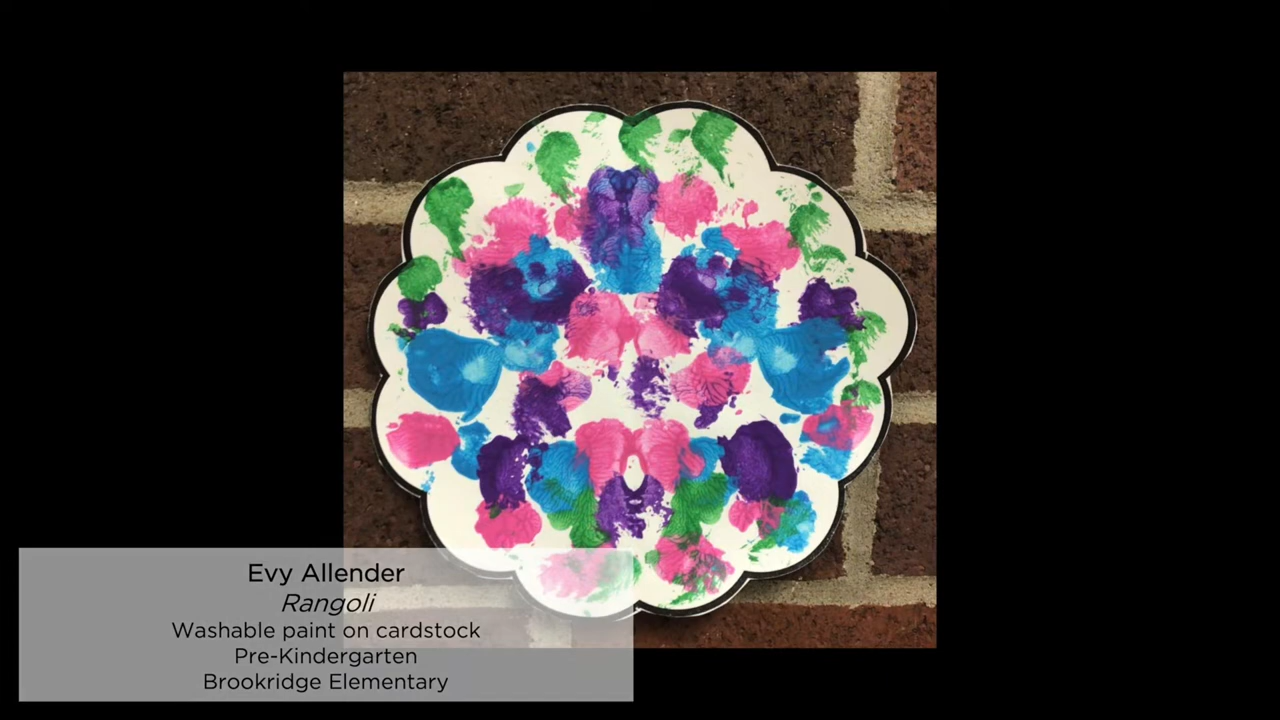 Evy Allender
Rangoli
Washable paint on cardstock
Pre-Kindergarten
Brookridge Elementary